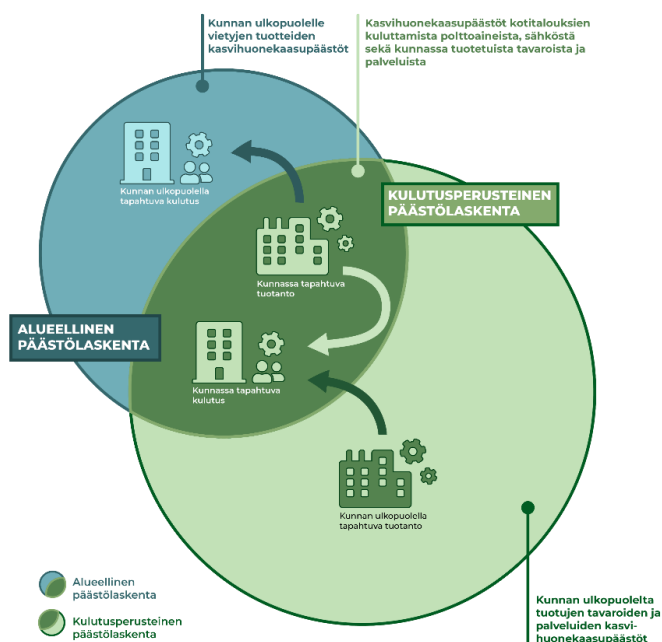 Kunnan ulkopuolelle
vietyjen tuotteiden
kasvihuonekaasupäästöt
Kasvihuonekaasupäästöt kotitalouksien
kuluttamista polttoaineista, sähköstä
sekä kunnassa tuotetuista tavaroista ja
palveluista
Kunnan ulkopuolella
tapahtuva kulutus
KULUTUSPERUSTEINEN
PÄÄSTÖLASKENTA
Kunnassa tapahtuva
tuotanto
ALUEELLINEN
PÄÄSTÖLASKENTA
Kunnassa tapahtuva
kulutus
Kunnan ulkopuolella
tapahtuva tuotanto
Alueellinen
päästölaskenta
Kulutusperusteinen
päästölaskenta
Kunnan ulkopuolelta
tuotujen tavaroiden ja
palveluiden kasvi-
huonekaasupäästöt